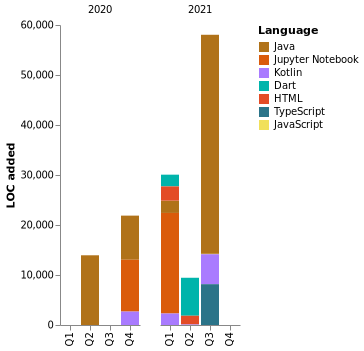 2020 2021
Language
Java
Jupyter Notebook
Kotlin
Dart
HTML
TypeScript
JavaScript
LOC added
60,000
50,000
40,000
30,000
20,000
10,000
0
Q1 Q2 Q3 Q4 Q1 Q2 Q3 Q4